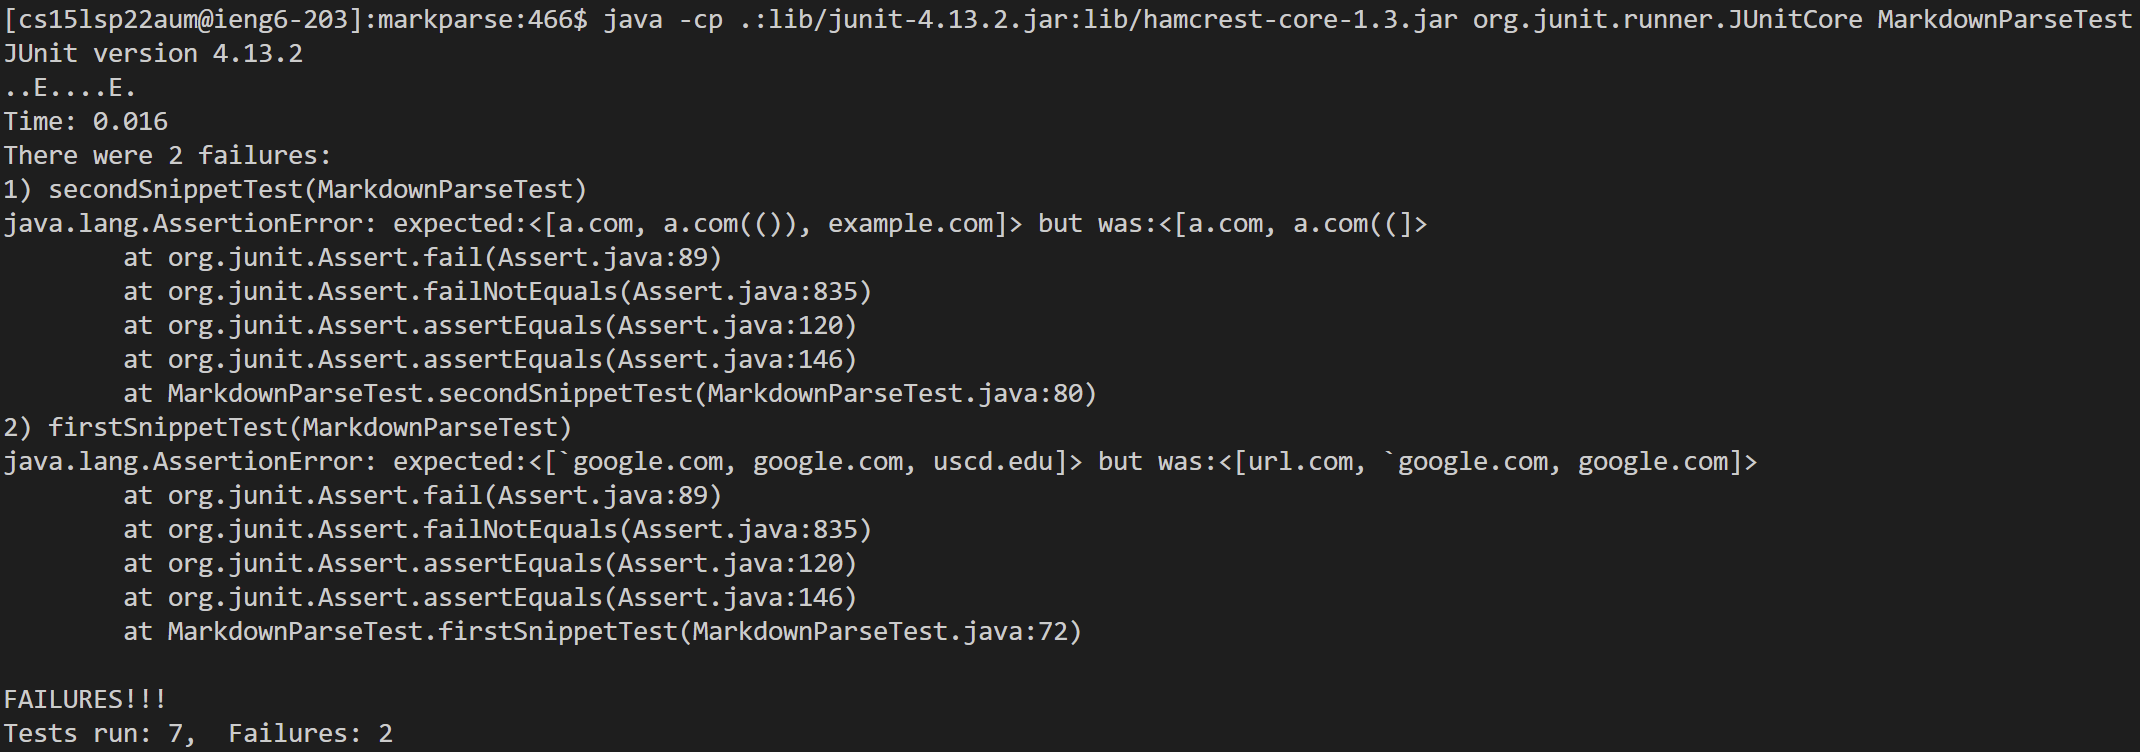 [cs15lsp22aum@ieng6-203]:markparse:466$ java -cp .:lib/junit-4.13.2.jar:lib/hamcrest-core-1.3.jar org.junit.runner.JUnitCore MarkdownParseTest
JUnit version 4.13.2
..E....E.
Time: 0.016
There were 2 failures:
1) secondSnippetTest(MarkdownParseTest)
java.lang.AssertionError: expected:<[a.com, a.com(()), example.com]> but was:<[a.com, a.com((]>
        at org.junit.Assert.fail(Assert.java:89)
        at org.junit.Assert.failNotEquals(Assert.java:835)
        at org.junit.Assert.assertEquals(Assert.java:120)
        at org.junit.Assert.assertEquals(Assert.java:146)
        at MarkdownParseTest.secondSnippetTest(MarkdownParseTest.java:80)
2) firstSnippetTest(MarkdownParseTest)
java.lang.AssertionError: expected:<[`google.com, google.com, uscd.edu]> but was:<[url.com, `google.com, google.com]>
        at org.junit.Assert.fail(Assert.java:89)
        at org.junit.Assert.failNotEquals(Assert.java:835)
        at org.junit.Assert.assertEquals(Assert.java:120)
        at org.junit.Assert.assertEquals(Assert.java:146)
        at MarkdownParseTest.firstSnippetTest(MarkdownParseTest.java:72)

FAILURES!!!
Tests run: 7,  Failures: 2